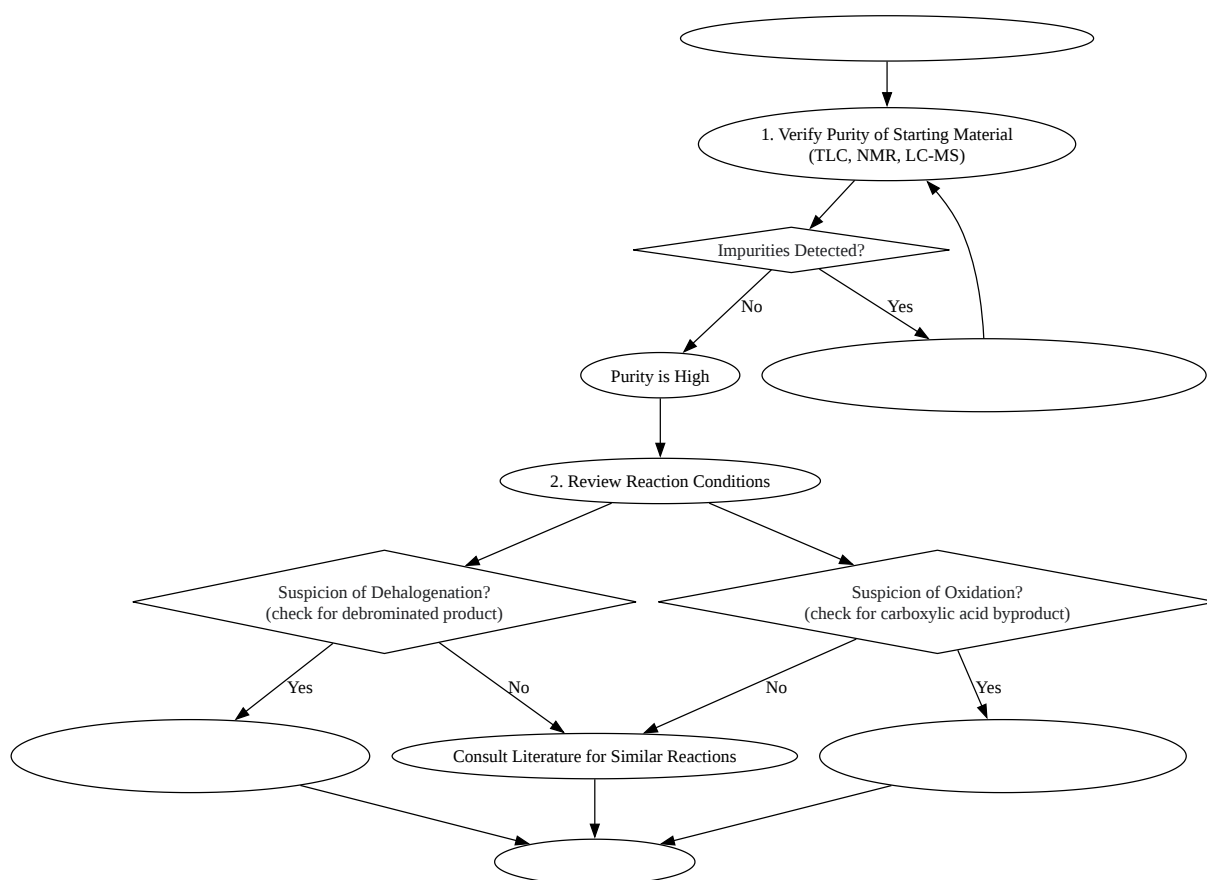 1. Verify Purity of Starting Material
(TLC, NMR, LC-MS)
Impurities Detected?
No
Yes
Purity is High
2. Review Reaction Conditions
Suspicion of Dehalogenation?
(check for debrominated product)
Suspicion of Oxidation?
(check for carboxylic acid byproduct)
Yes
No
No
Yes
Consult Literature for Similar Reactions